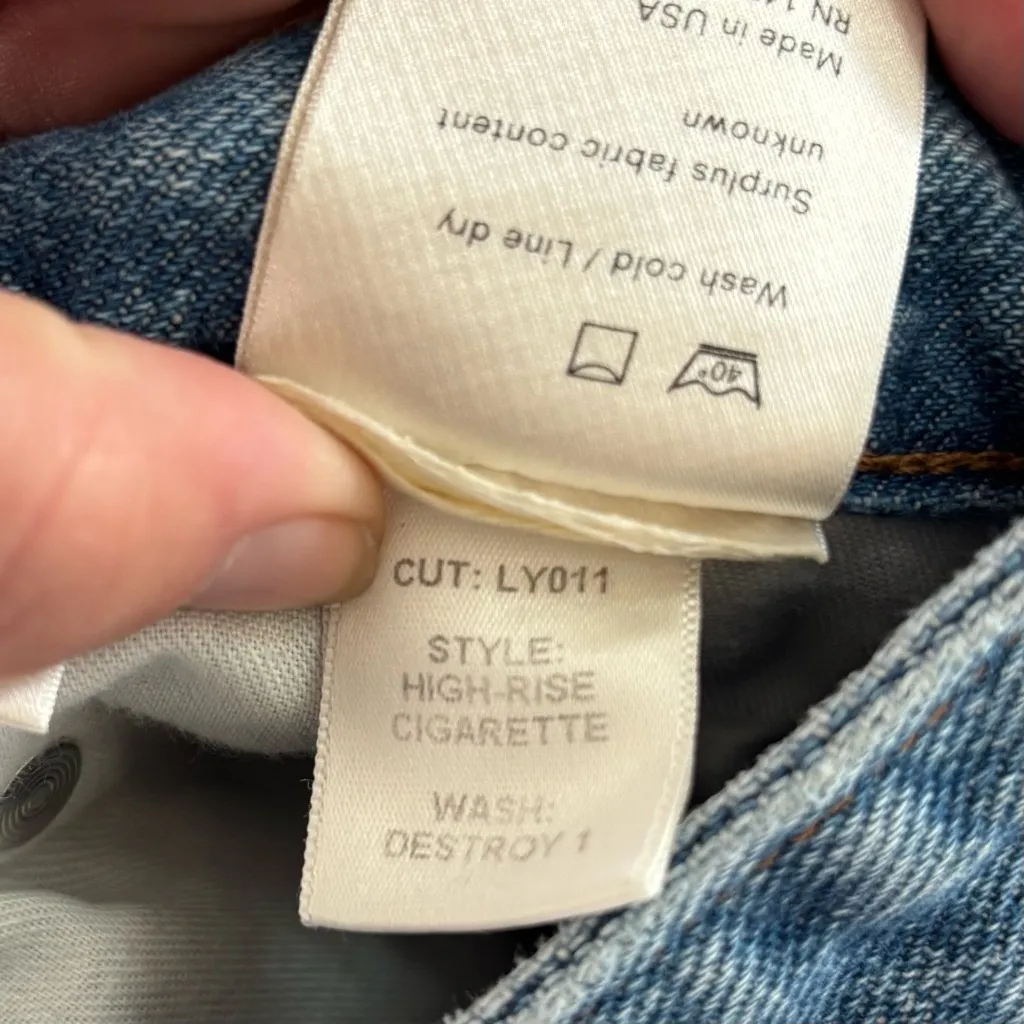 RN
Made in USA
Surplus fabric content
unknown
Wash cold / Line dry
40°
CUT: LY011
STYLE:
HIGH-RISE
CIGARETTE
WASH:
DESTROY 1